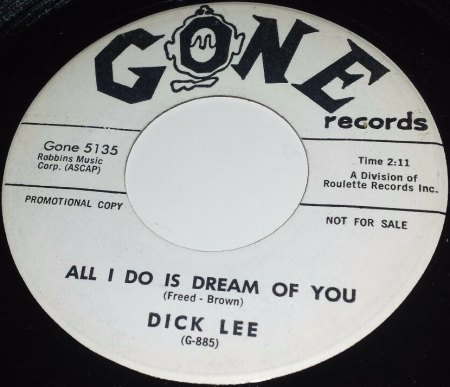 GONE
records
Gone 5135
Robbins Music
Corp. (ASCAP)
Time 2:11
A Division of
Roulette Records Inc.
PROMOTIONAL COPY
NOT FOR SALE
ALL I DO IS DREAM OF YOU
(Freed - Brown)
DICK LEE
(G-885)